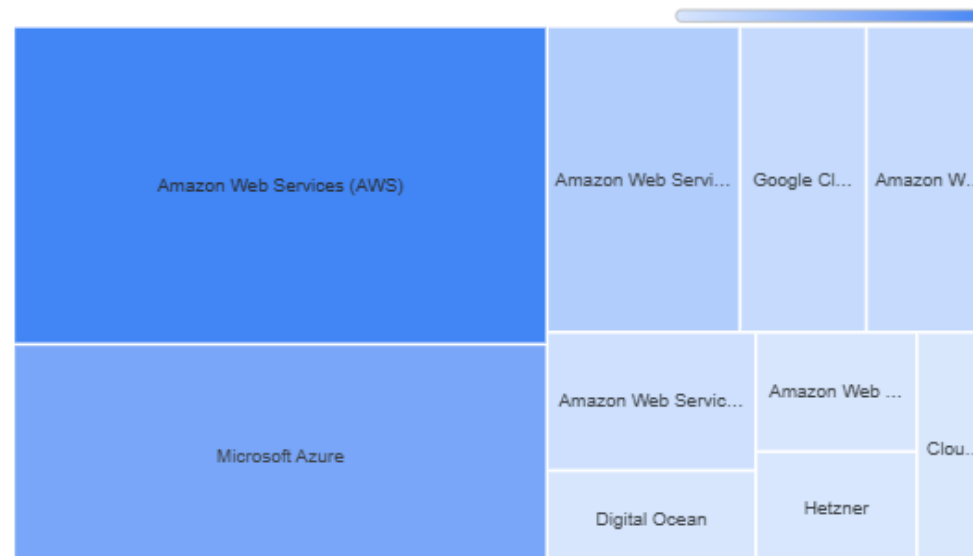 Amazon Web Services (AWS)
Amazon Web Servi...
Google Cl...
Amazon W...
Microsoft Azure
Amazon Web Servic...
Amazon Web ...
Clou...
Digital Ocean
Hetzner